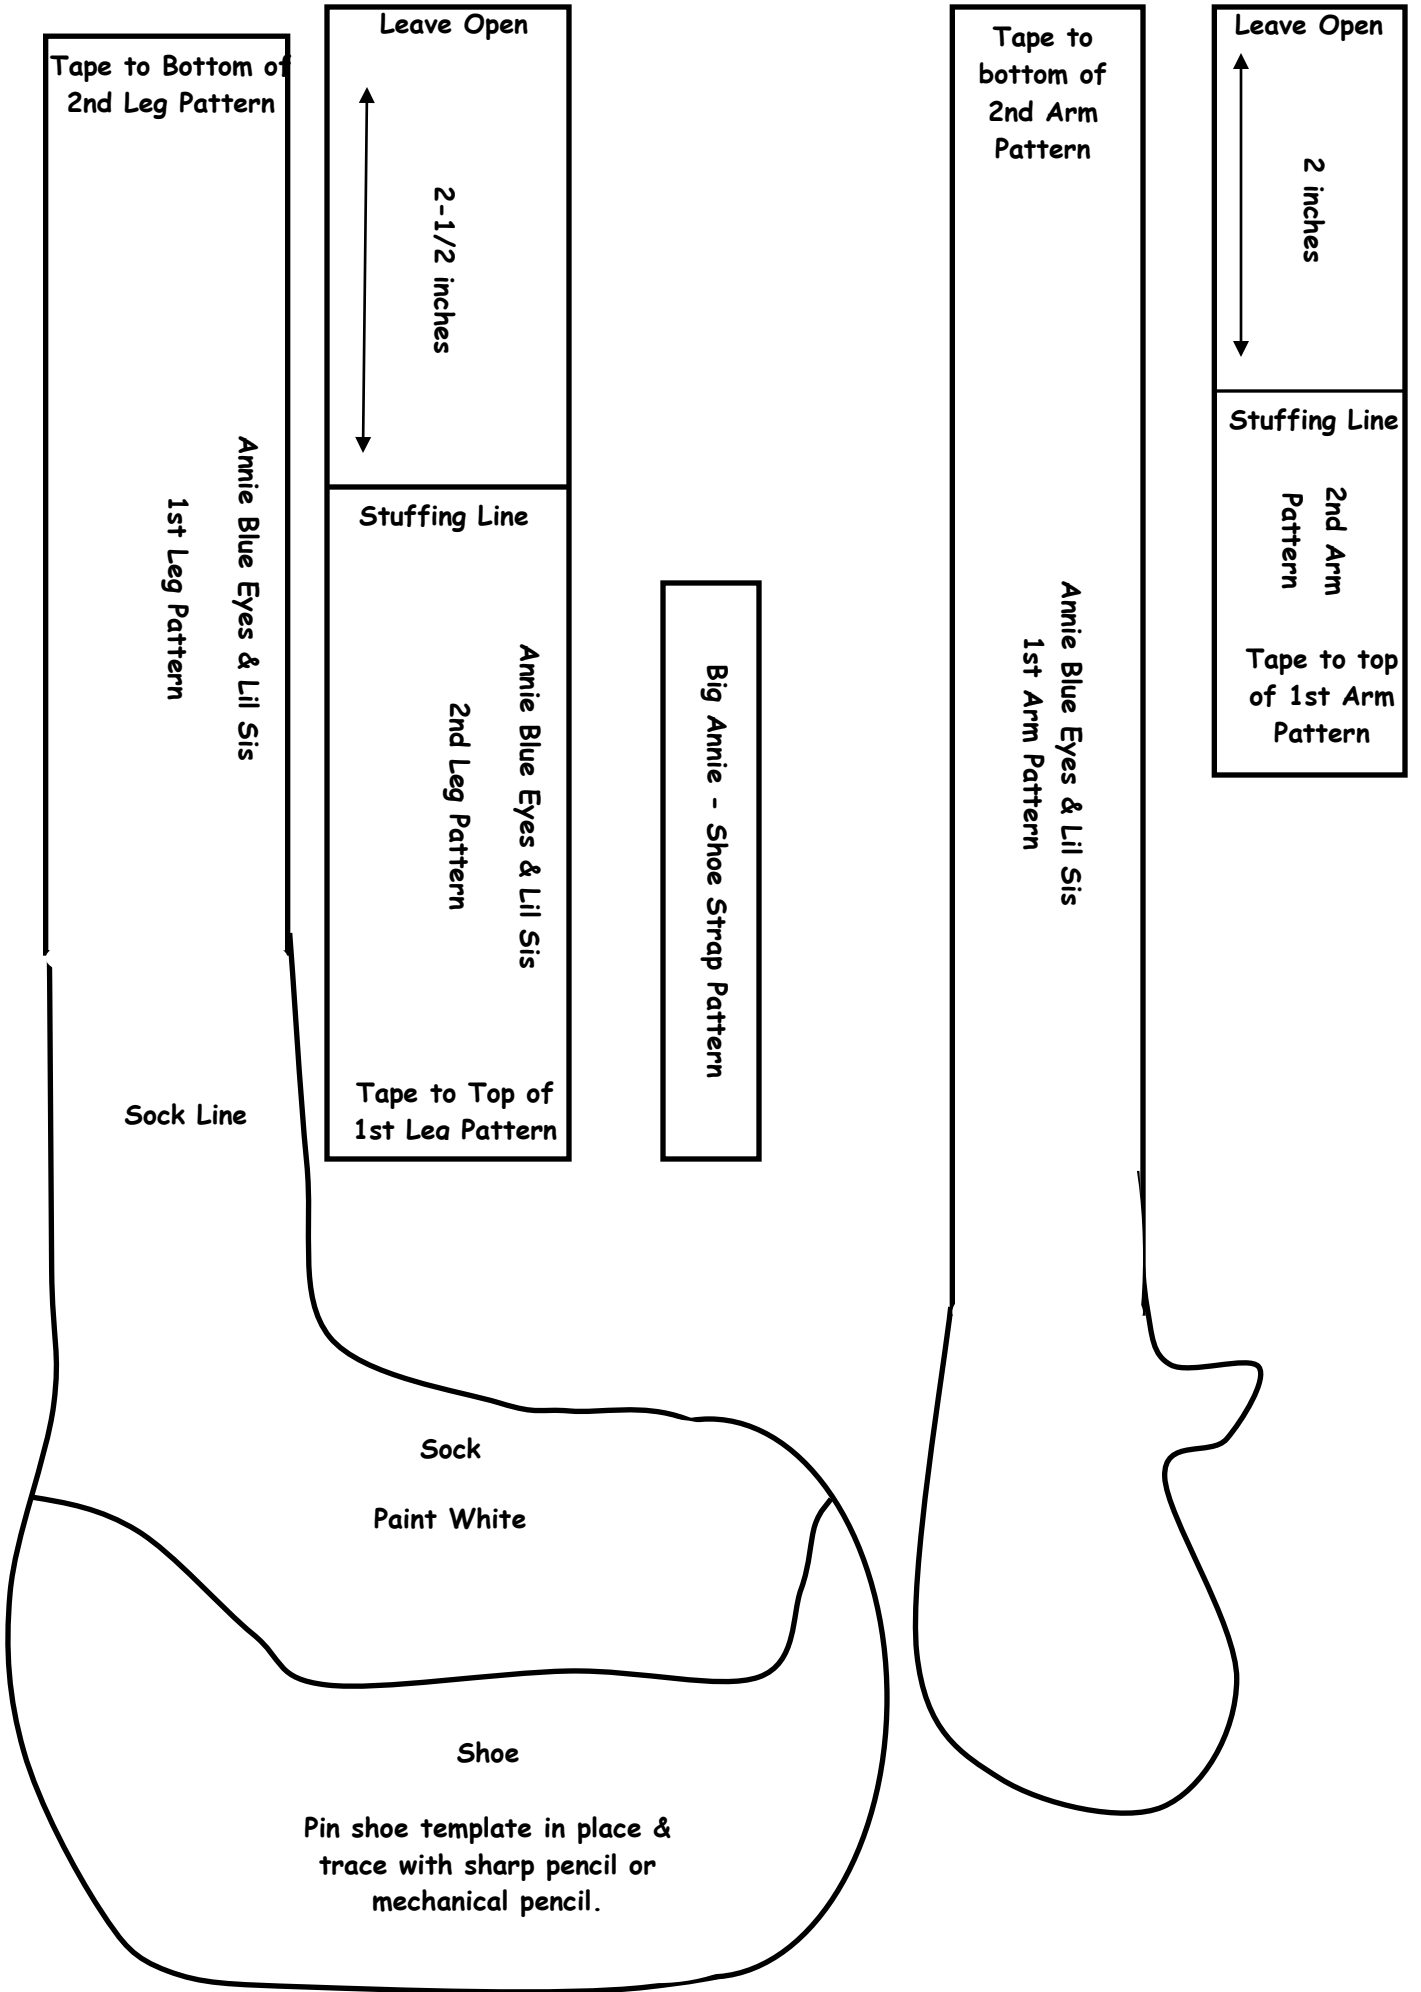 Tape to Bottom of
2nd Leg Pattern
Annie Blue Eyes & Lil Sis
1st Leg Pattern
Sock Line
Sock
Paint White
Shoe
Pin shoe template in place &
trace with sharp pencil or
mechanical pencil.
Leave Open
2-1/2 inches
Stuffing Line
Annie Blue Eyes & Lil Sis
2nd Leg Pattern
Tape to Top of
1st Lea Pattern
Big Annie - Shoe Strap Pattern
Tape to
bottom of
2nd Arm
Pattern
Annie Blue Eyes & Lil Sis
1st Arm Pattern
Leave Open
2 inches
Stuffing Line
2nd Arm
Pattern
Tape to top
of 1st Arm
Pattern